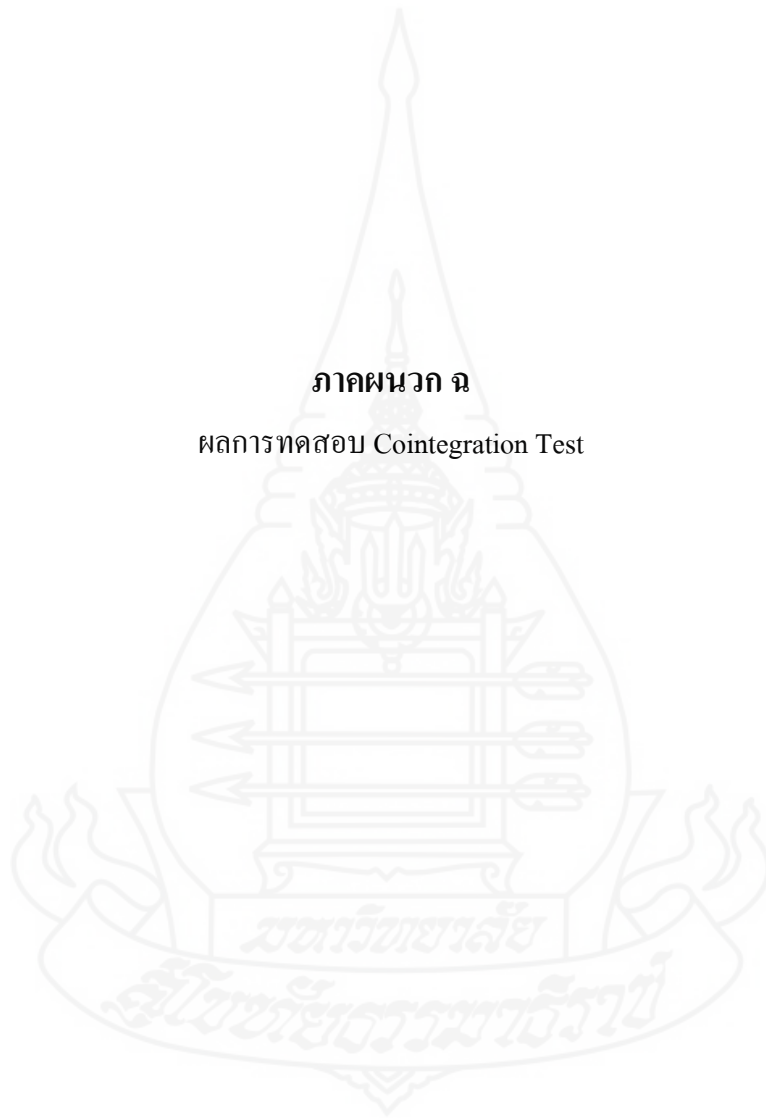 ภาคผนวก ฉ
ผลการทดสอบ Cointegration Test
มหาวิทยาลัย
สุโขทัยธรรมาธิราช